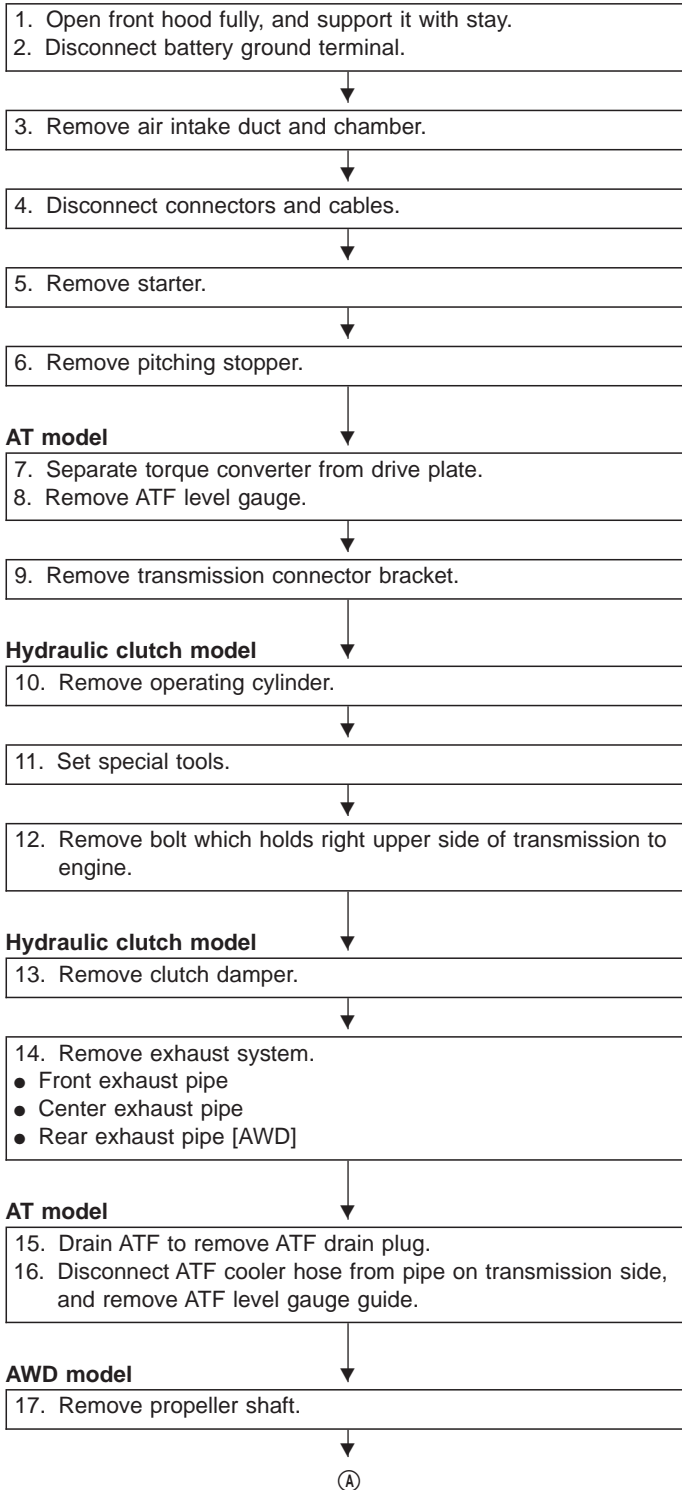 1. Open front hood fully, and support it with stay.
2. Disconnect battery ground terminal.
3. Remove air intake duct and chamber.
4. Disconnect connectors and cables.
5. Remove starter.
6. Remove pitching stopper.
AT model
7. Separate torque converter from drive plate.
8. Remove ATF level gauge.
9. Remove transmission connector bracket.
Hydraulic clutch model
10. Remove operating cylinder.
11. Set special tools.
12. Remove bolt which holds right upper side of transmission to
engine.
Hydraulic clutch model
13. Remove clutch damper.
14. Remove exhaust system.
● Front exhaust pipe
● Center exhaust pipe
● Rear exhaust pipe [AWD]
AT model
15. Drain ATF to remove ATF drain plug.
16. Disconnect ATF cooler hose from pipe on transmission side,
and remove ATF level gauge guide.
AWD model
17. Remove propeller shaft.
Ⓐ